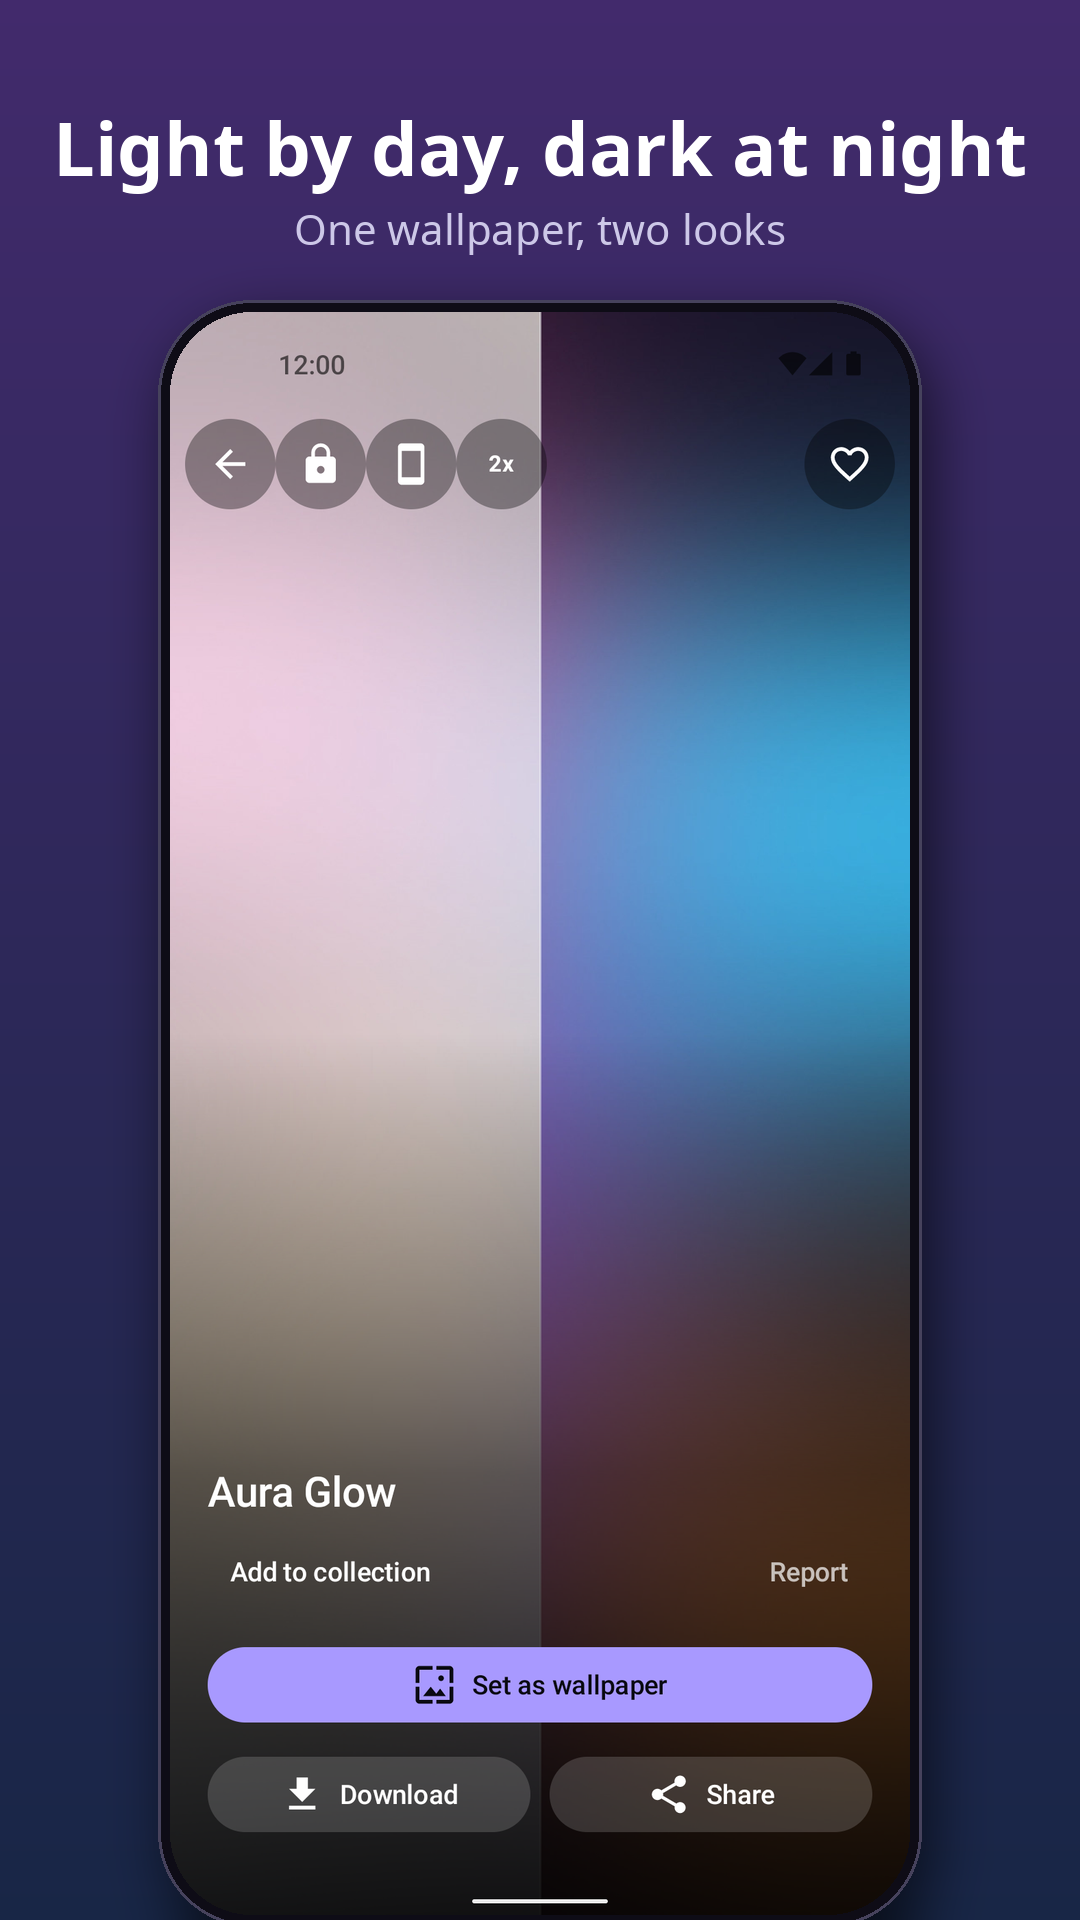 Light by day, dark at night
One wallpaper, two looks
12:00
2x
Aura Glow
Add to collection
Report
Set as wallpaper
Download
Share